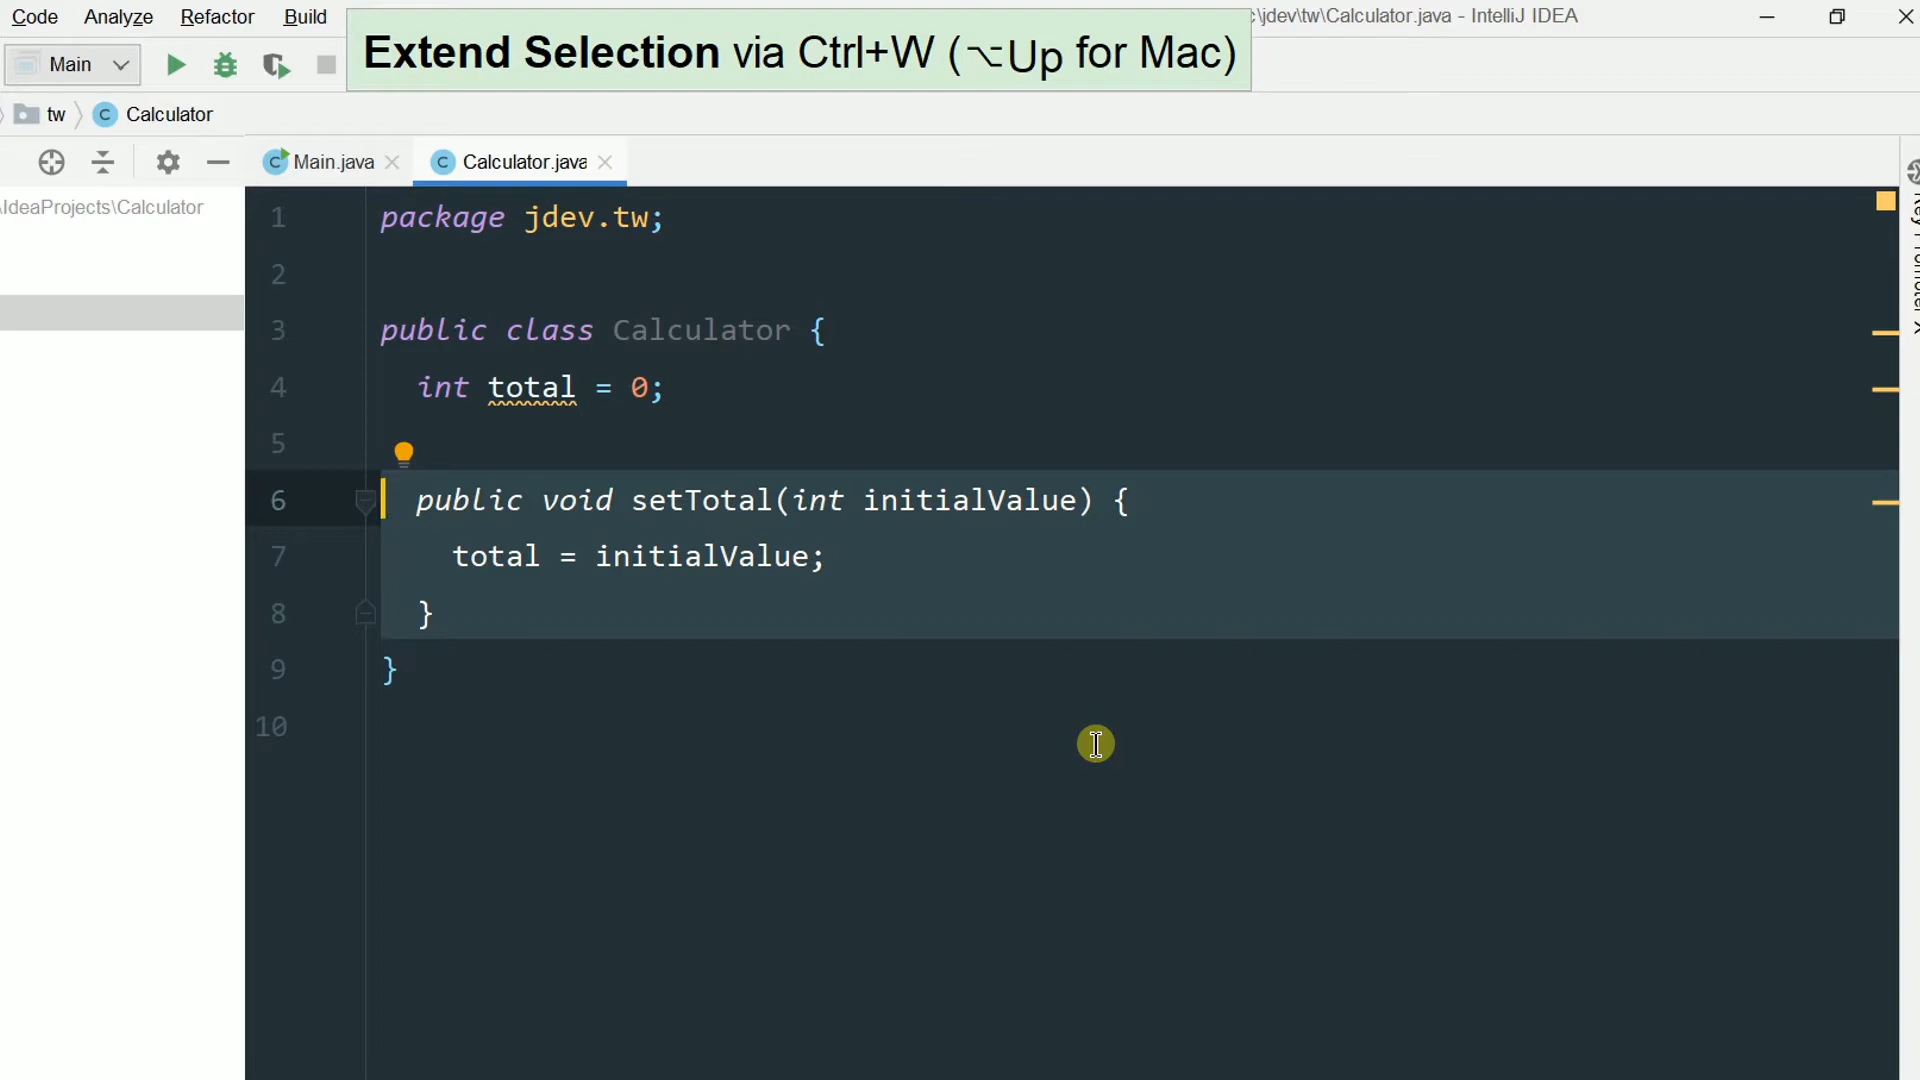 Code Analyze Refactor Build
Extend Selection via Ctrl+W (⌥Up for Mac)
\jdev\tw\Calculator.java - IntelliJ IDEA
Main
tw C Calculator
C Main.java C Calculator.java
IdeaProjects\Calculator
1 package jdev.tw;
2
3 public class Calculator {
4 int total = 0;
5
6 public void setTotal(int initialValue) {
7 total = initialValue;
8 }
9 }
10